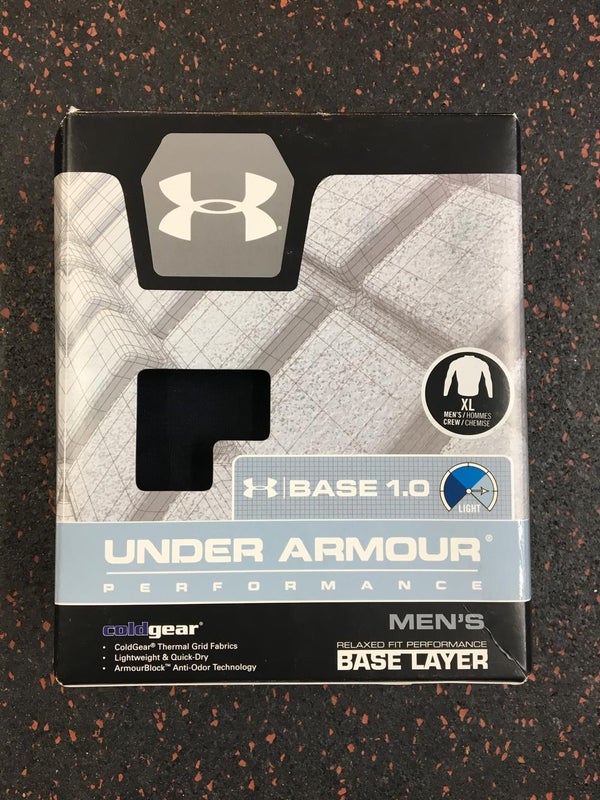 XL
MEN'S / HOMMES
CREW / CHEMISE
BASE 1.0
LIGHT
UNDER ARMOUR®
PERFORMANCE
coldgear®
• ColdGear® Thermal Grid Fabrics
• Lightweight & Quick-Dry
• ArmourBlock™ Anti-Odor Technology
MEN'S
RELAXED FIT PERFORMANCE
BASE LAYER